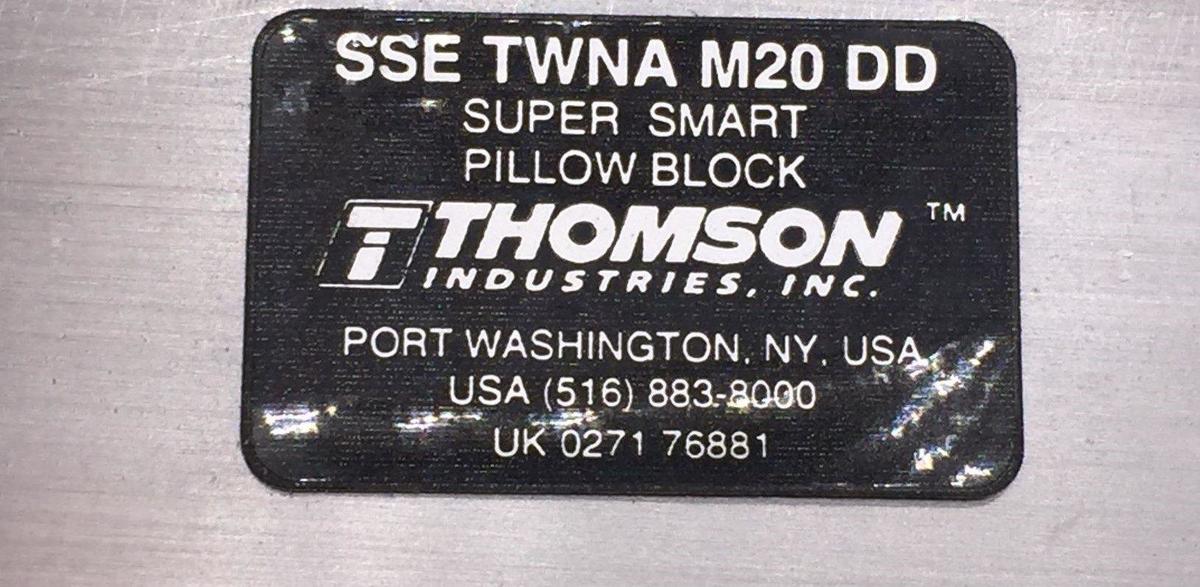 SSE TWNA M20 DD
SUPER SMART
PILLOW BLOCK
T THOMSON ™
INDUSTRIES, INC.
PORT WASHINGTON, NY, USA
USA (516) 883-8000
UK 0271 76881